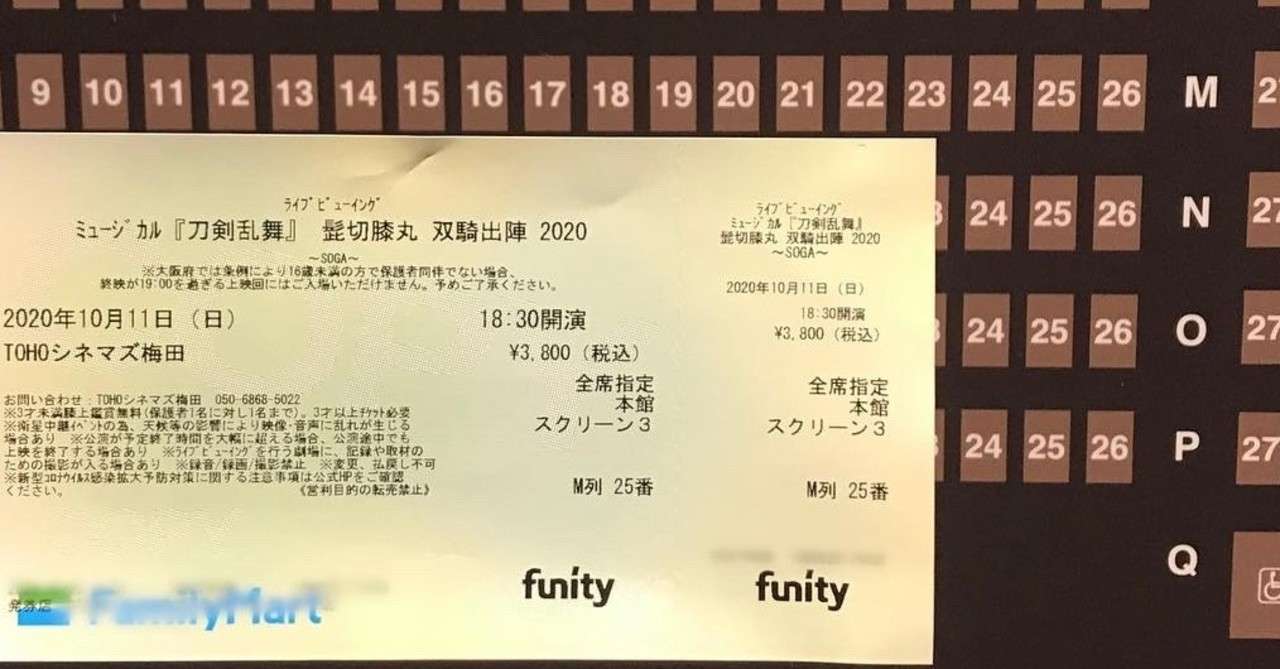 9 10 11 12 13 14 15 16 17 18 19 20 21 22 23 24 25 26 M
24 25 26 N 27
24 25 26 O 27
24 25 26 P 27
Q
ライブビューイング
ミュージカル『刀剣乱舞』 髭切膝丸 双騎出陣 2020
～SOGA～
※大阪府では条例により16歳未満の方で保護者同伴でない場合、
終映が19:00を過ぎる上映回にはご入場いただけません。予めご了承ください。
2020年10月11日（日） 18:30開演
TOHOシネマズ梅田 ¥3,800（税込）
全席指定
本館
スクリーン3
M列 25番
お問い合わせ：TOHOシネマズ梅田 050-6868-5022
※3才未満膝上鑑賞無料(保護者1名に対し1名まで)。3才以上チケット必要
※衛星中継イベントの為、天候等の影響により映像・音声に乱れが生じる
場合あり ※公演が予定終了時間を大幅に超える場合、公演途中でも
上映を終了する場合あり ※ライブビューイングを行う劇場に、記録や取材の
ための撮影が入る場合あり ※録音/録画/撮影禁止 ※変更、払戻し不可
※新型コロナウイルス感染拡大予防対策に関する注意事項は公式HPをご確認
ください。 《営利目的の転売禁止》
発券店
FamilyMart
funity
ライブビューイング
ミュージカル『刀剣乱舞』
髭切膝丸 双騎出陣 2020
～SOGA～
2020年10月11日（日）
18:30開演
¥3,800（税込）
全席指定
本館
スクリーン3
M列 25番
funity